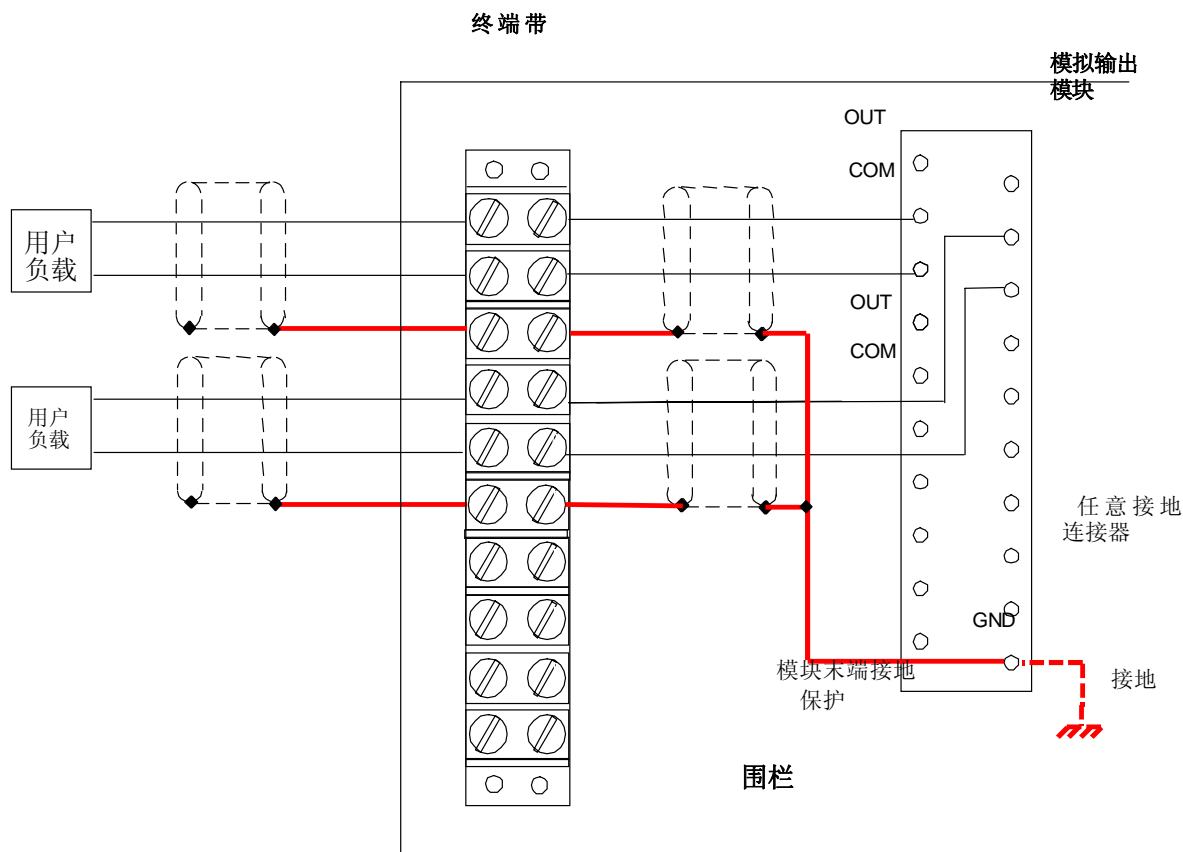 终端带
模拟输出
模块
OUT
COM
用户
负载
OUT
COM
用户
负载
任意接地
连接器
GND
模块末端接地
保护
接地
围栏